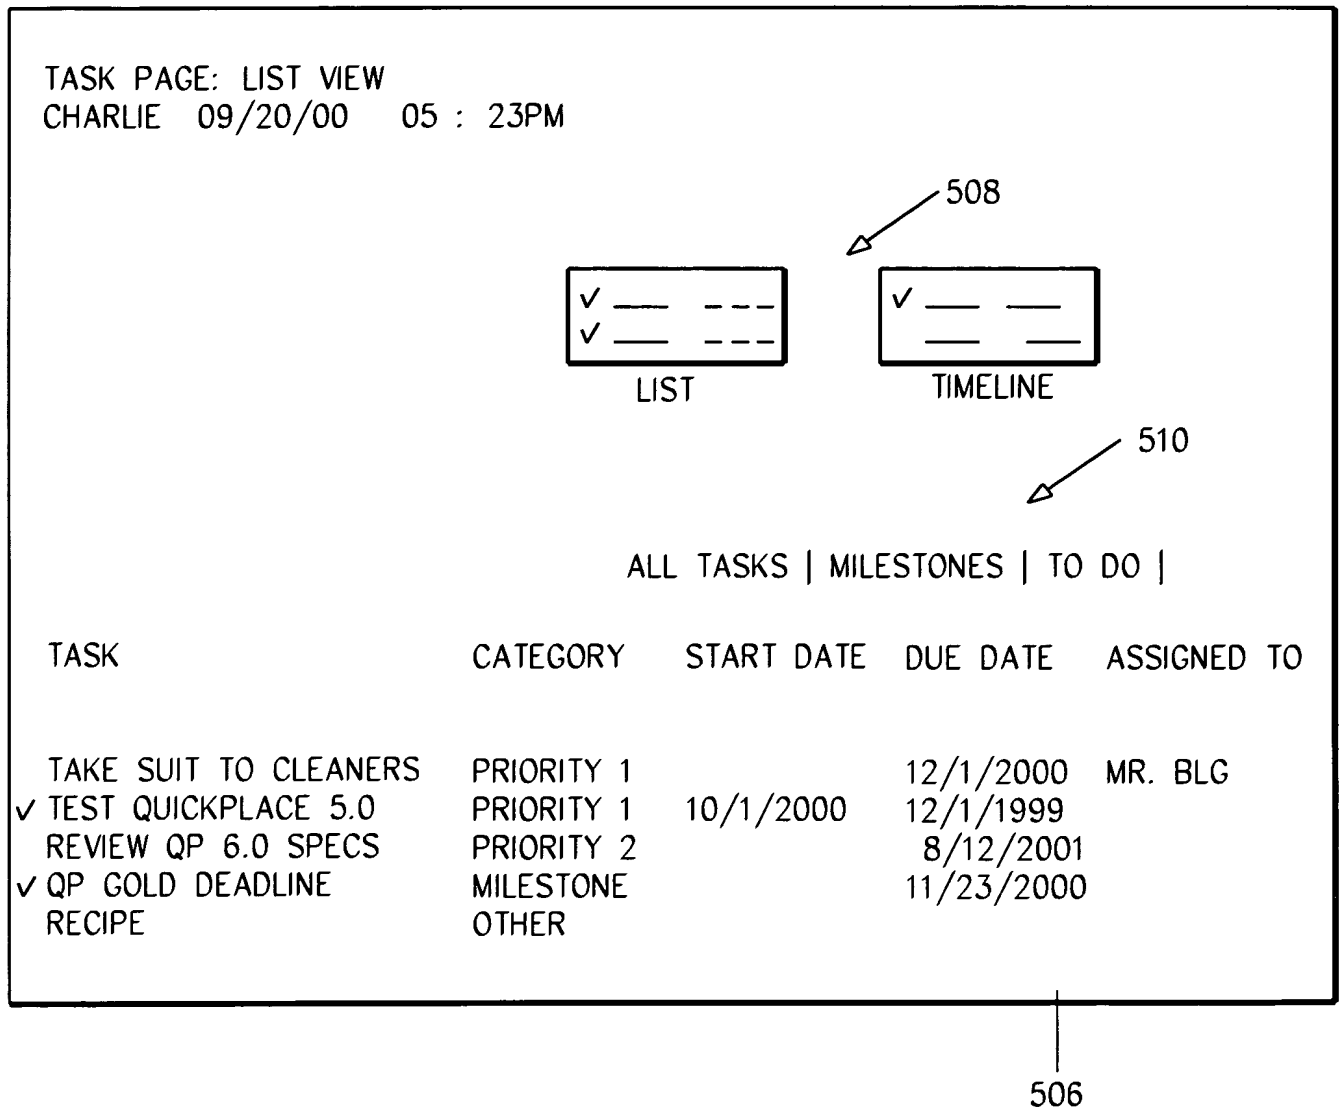 TASK PAGE: LIST VIEW
CHARLIE 09/20/00 05 : 23PM
508
✓ ✓
✓
LIST TIMELINE
510
ALL TASKS | MILESTONES | TO DO |
TASK CATEGORY START DATE DUE DATE ASSIGNED TO
TAKE SUIT TO CLEANERS PRIORITY 1 12/1/2000 MR. BLG
✓ TEST QUICKPLACE 5.0 PRIORITY 1 10/1/2000 12/1/1999
REVIEW QP 6.0 SPECS PRIORITY 2 8/12/2001
✓ QP GOLD DEADLINE MILESTONE 11/23/2000
RECIPE OTHER
506